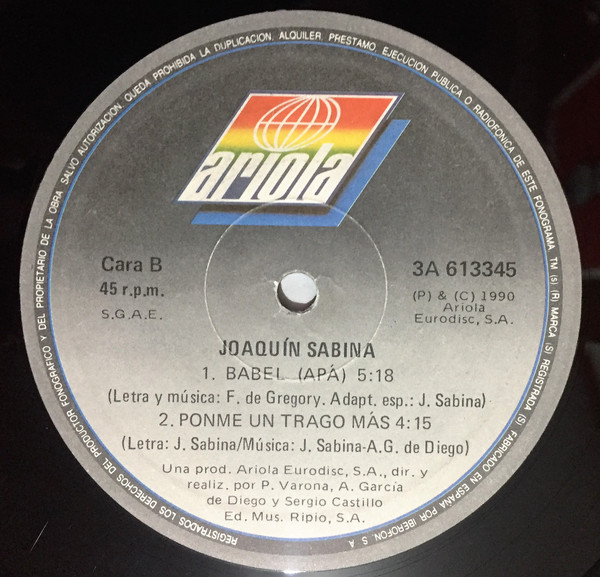 REGISTRADOS LOS DERECHOS DEL PRODUCTOR FONOGRAFICO Y DEL PROPIETARIO DE LA OBRA. SALVO AUTORIZACION. QUEDA PROHIBIDA LA DUPLICACION. ALQUILER. PRESTAMO. EJECUCION PUBLICA O RADIOFONICA DE ESTE FONOGRAMA TM (S) (R) MARCA (S) REGISTRADA (S) FABRICADO EN ESPAÑA POR IBEROFON, S. A
ariola
Cara B
45 r.p.m.
S.G.A.E.
3A 613345
(P) & (C) 1990
Ariola
Eurodisc, S.A.
JOAQUÍN SABINA
1. BABEL (APÁ) 5:18
(Letra y música: F. de Gregory. Adapt. esp.: J. Sabina)
2. PONME UN TRAGO MÁS 4:15
(Letra: J. Sabina/Música: J. Sabina-A.G. de Diego)
Una prod. Ariola Eurodisc, S.A., dir. y
realiz. por P. Varona, A. García
de Diego y Sergio Castillo
Ed. Mus. Ripio, S.A.